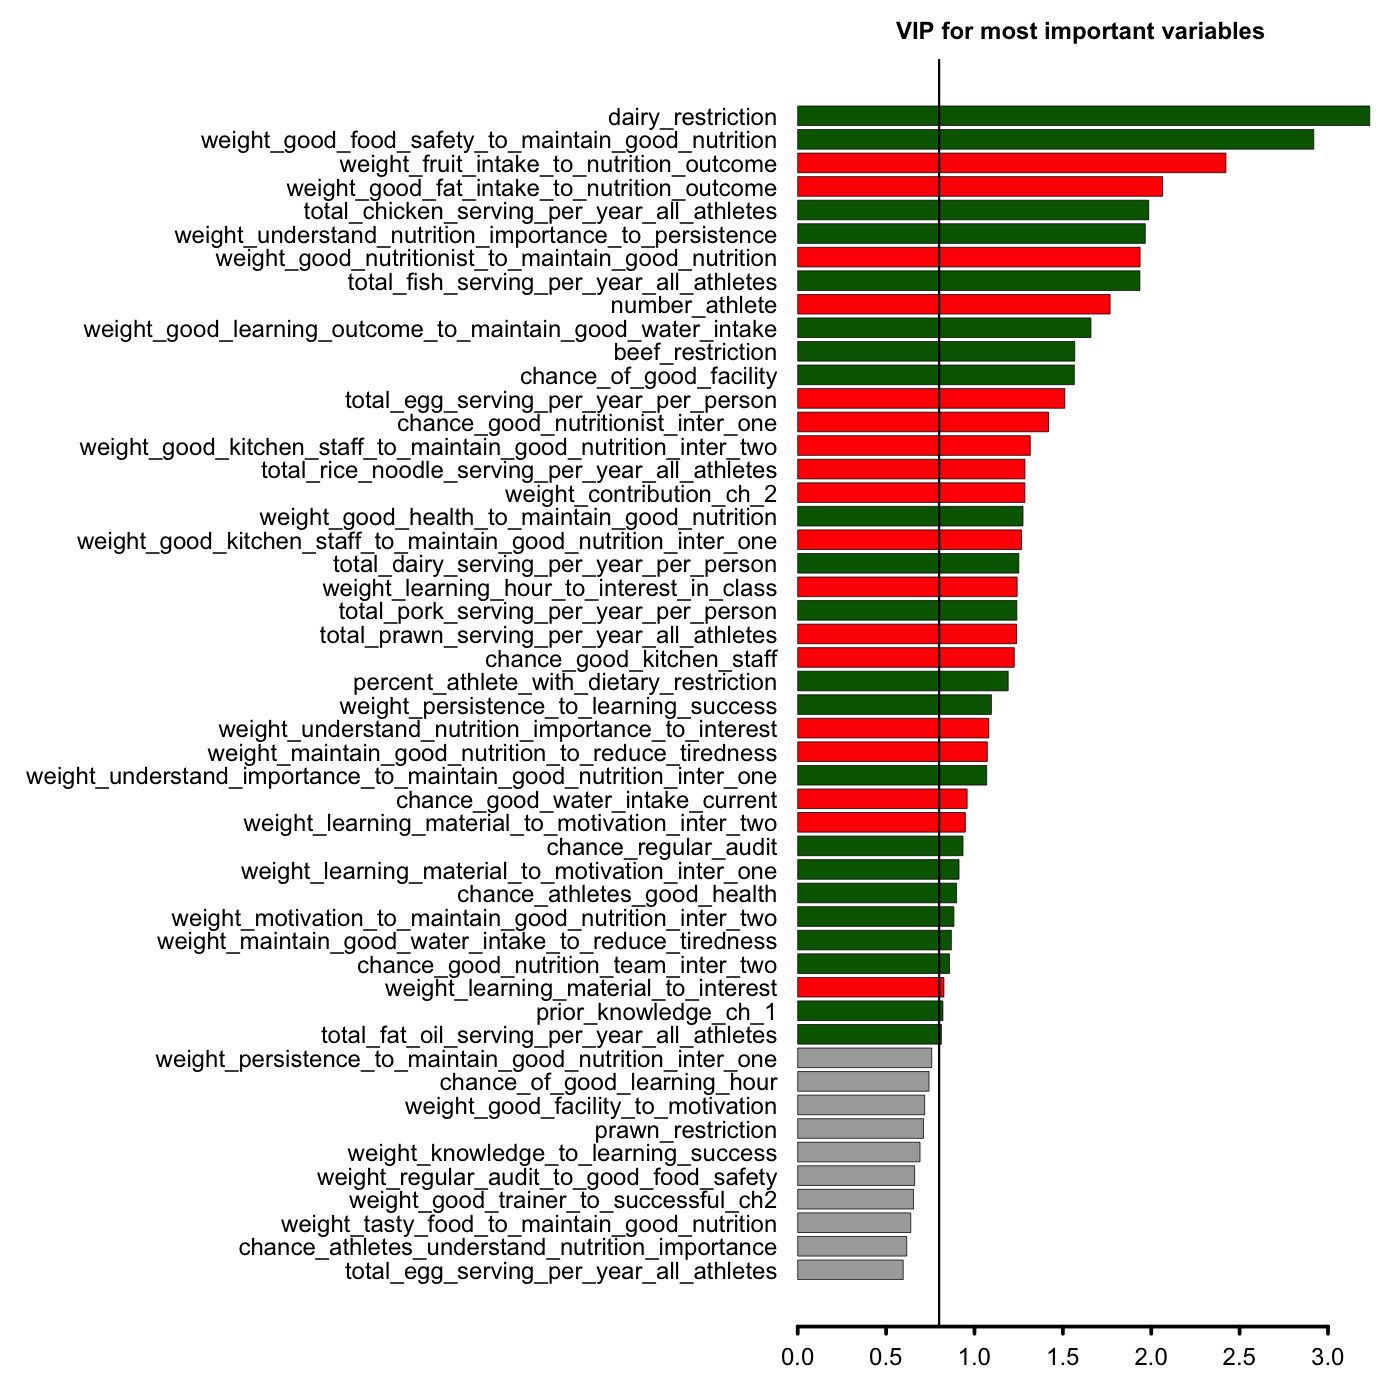 VIP for most important variables
dairy_restriction
weight_good_food_safety_to_maintain_good_nutrition
weight_fruit_intake_to_nutrition_outcome
weight_good_fat_intake_to_nutrition_outcome
total_chicken_serving_per_year_all_athletes
weight_understand_nutrition_importance_to_persistence
weight_good_nutritionist_to_maintain_good_nutrition
total_fish_serving_per_year_all_athletes
number_athlete
weight_good_learning_outcome_to_maintain_good_water_intake
beef_restriction
chance_of_good_facility
total_egg_serving_per_year_per_person
chance_good_nutritionist_inter_one
weight_good_kitchen_staff_to_maintain_good_nutrition_inter_two
total_rice_noodle_serving_per_year_all_athletes
weight_contribution_ch_2
weight_good_health_to_maintain_good_nutrition
weight_good_kitchen_staff_to_maintain_good_nutrition_inter_one
total_dairy_serving_per_year_per_person
weight_learning_hour_to_interest_in_class
total_pork_serving_per_year_per_person
total_prawn_serving_per_year_all_athletes
chance_good_kitchen_staff
percent_athlete_with_dietary_restriction
weight_persistence_to_learning_success
weight_understand_nutrition_importance_to_interest
weight_maintain_good_nutrition_to_reduce_tiredness
weight_understand_importance_to_maintain_good_nutrition_inter_one
chance_good_water_intake_current
weight_learning_material_to_motivation_inter_two
chance_regular_audit
weight_learning_material_to_motivation_inter_one
chance_athletes_good_health
weight_motivation_to_maintain_good_nutrition_inter_two
weight_maintain_good_water_intake_to_reduce_tiredness
chance_good_nutrition_team_inter_two
weight_learning_material_to_interest
prior_knowledge_ch_1
total_fat_oil_serving_per_year_all_athletes
weight_persistence_to_maintain_good_nutrition_inter_one
chance_of_good_learning_hour
weight_good_facility_to_motivation
prawn_restriction
weight_knowledge_to_learning_success
weight_regular_audit_to_good_food_safety
weight_good_trainer_to_successful_ch2
weight_tasty_food_to_maintain_good_nutrition
chance_athletes_understand_nutrition_importance
total_egg_serving_per_year_all_athletes
0.0 0.5 1.0 1.5 2.0 2.5 3.0